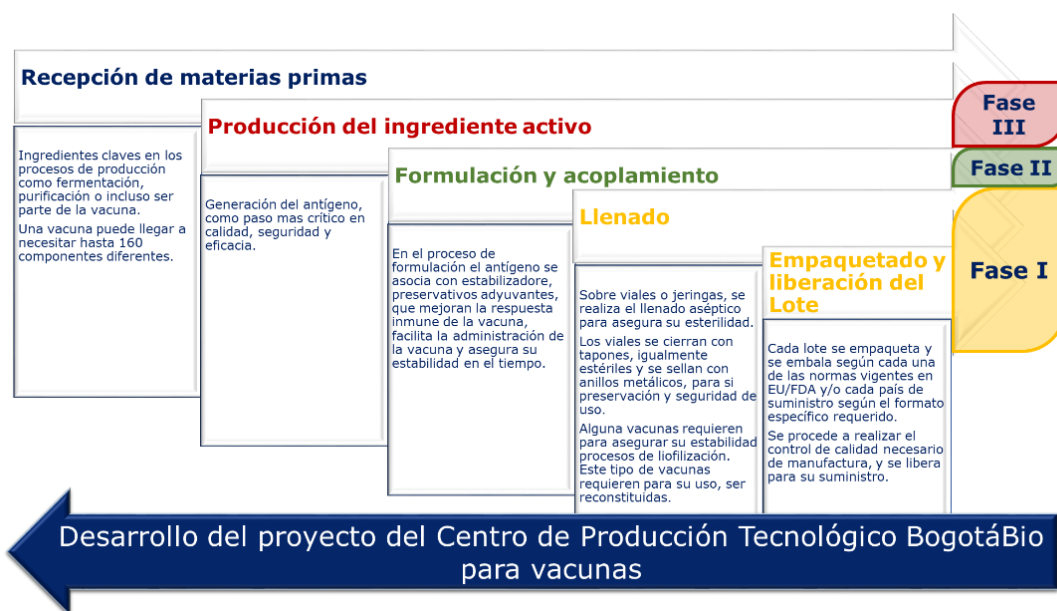 Recepción de materias primas
Ingredientes claves en los
procesos de producción
como fermentación,
purificación o incluso ser
parte de la vacuna.
Una vacuna puede llegar a
necesitar hasta 160
componentes diferentes.
Producción del ingrediente activo
Generación del antígeno,
como paso mas crítico en
calidad, seguridad y
eficacia.
Formulación y acoplamiento
En el proceso de
formulación el antígeno se
asocia con estabilizadore,
preservativos adyuvantes,
que mejoran la respuesta
inmune de la vacuna,
facilita la administración de
la vacuna y asegura su
estabilidad en el tiempo.
Llenado
Sobre viales o jeringas, se
realiza el llenado aséptico
para asegura su esterilidad.
Los viales se cierran con
tapones, igualmente
estériles y se sellan con
anillos metálicos, para si
preservación y seguridad de
uso.
Alguna vacunas requieren
para asegurar su estabilidad
procesos de liofilización.
Este tipo de vacunas
requieren para su uso, ser
reconstituidas.
Empaquetado y
liberación del
Lote
Cada lote se empaqueta y
se embala según cada una
de las normas vigentes en
EU/FDA y/o cada país de
suministro según el formato
específico requerido.
Se procede a realizar el
control de calidad necesario
de manufactura, y se libera
para su suministro.
Fase
III
Fase II
Fase I
Desarrollo del proyecto del Centro de Producción Tecnológico BogotáBio
para vacunas